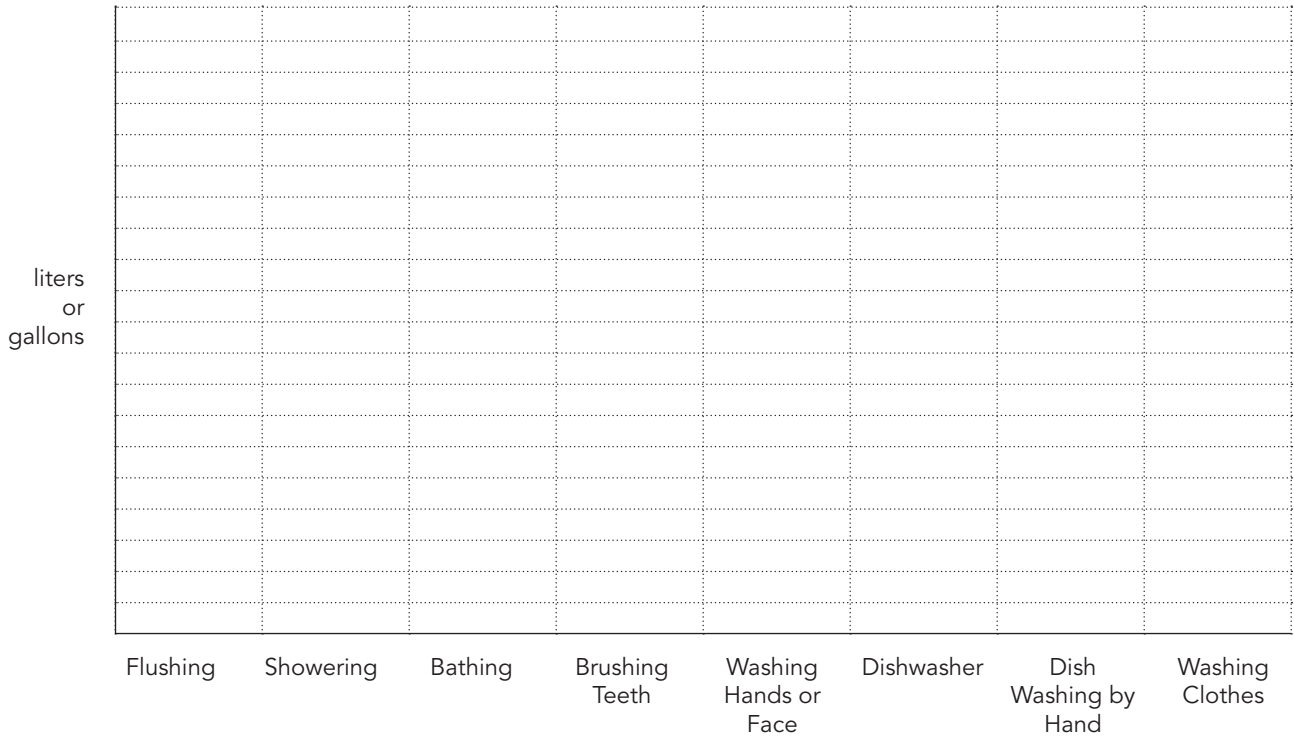 liters
or
gallons
Flushing
Showering
Bathing
Brushing
Teeth
Washing
Hands or
Face
Dishwasher
Dish
Washing by
Hand
Washing
Clothes